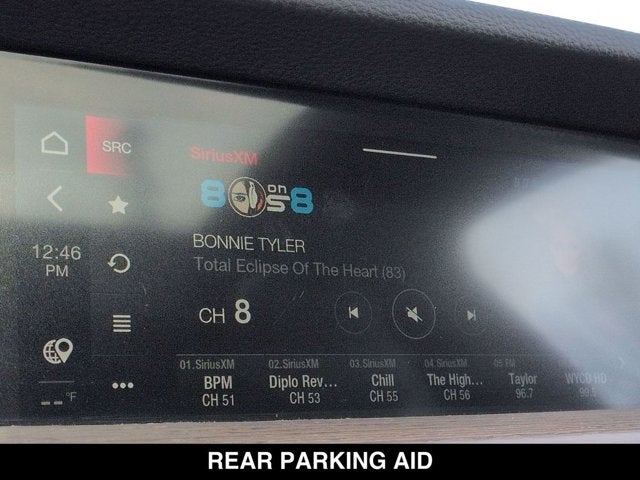 SRC
SiriusXM
80s on 8
12:46
PM
BONNIE TYLER
Total Eclipse Of The Heart (83)
CH 8
01.SiriusXM 02.SiriusXM 03.SiriusXM 04.SiriusXM 05 FM
BPM Diplo Rev... Chill The High... Taylor WYCD HD
CH 51 CH 53 CH 55 CH 56 96.7
-- °F
REAR PARKING AID